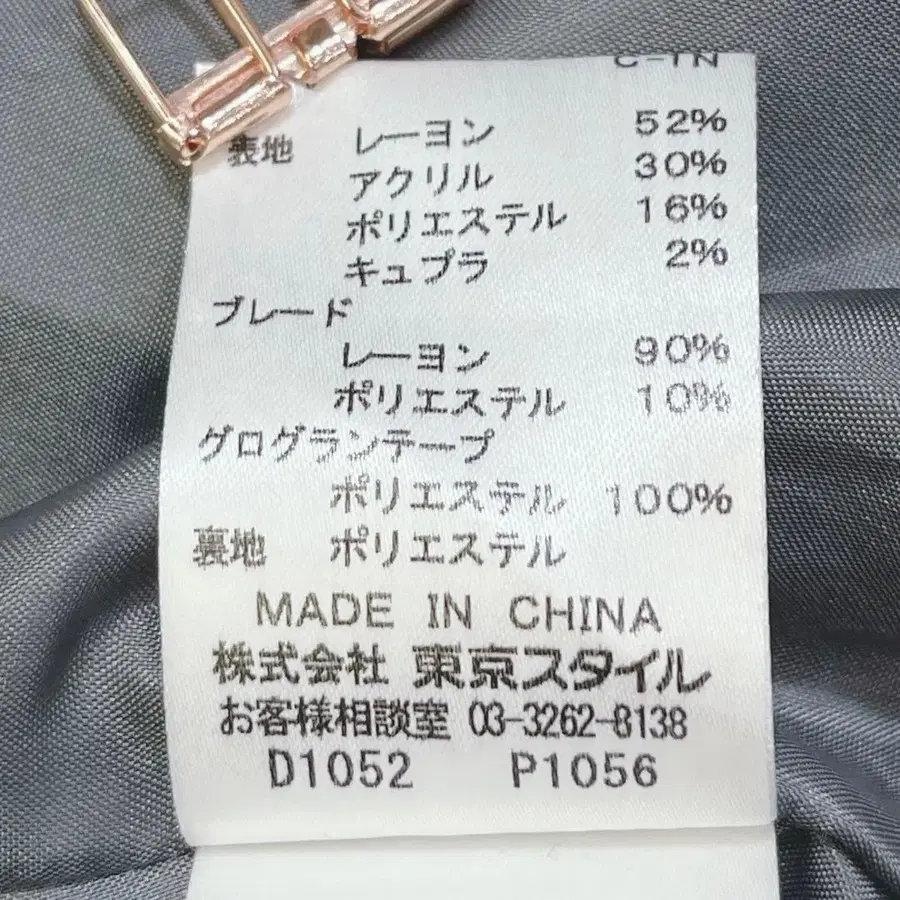 C-TN
表地 レーヨン 52%
アクリル 30%
ポリエステル 16%
キュプラ 2%
ブレード
レーヨン 90%
ポリエステル 10%
グログランテープ
ポリエステル 100%
裏地 ポリエステル
MADE IN CHINA
株式会社 東京スタイル
お客様相談室 03-3262-8138
D1052 P1056